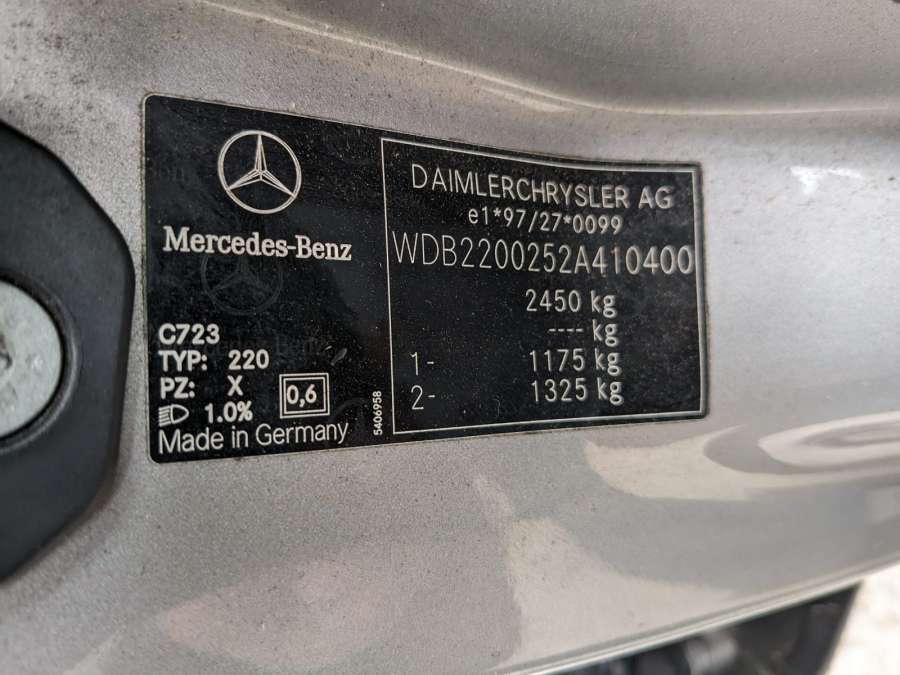 Mercedes-Benz
C723
TYP: 220
PZ: X
0,6
1.0%
Made in Germany
5406958
DAIMLERCHRYSLER AG
e1*97/27*0099
WDB2200252A410400
2450 kg
---- kg
1- 1175 kg
2- 1325 kg